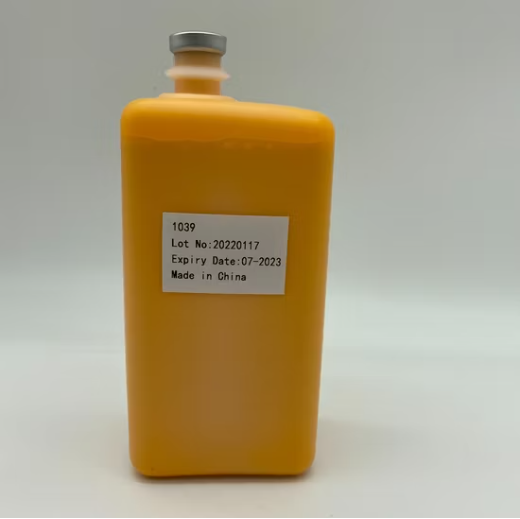 1039
Lot No:20220117
Expiry Date:07-2023
Made in China